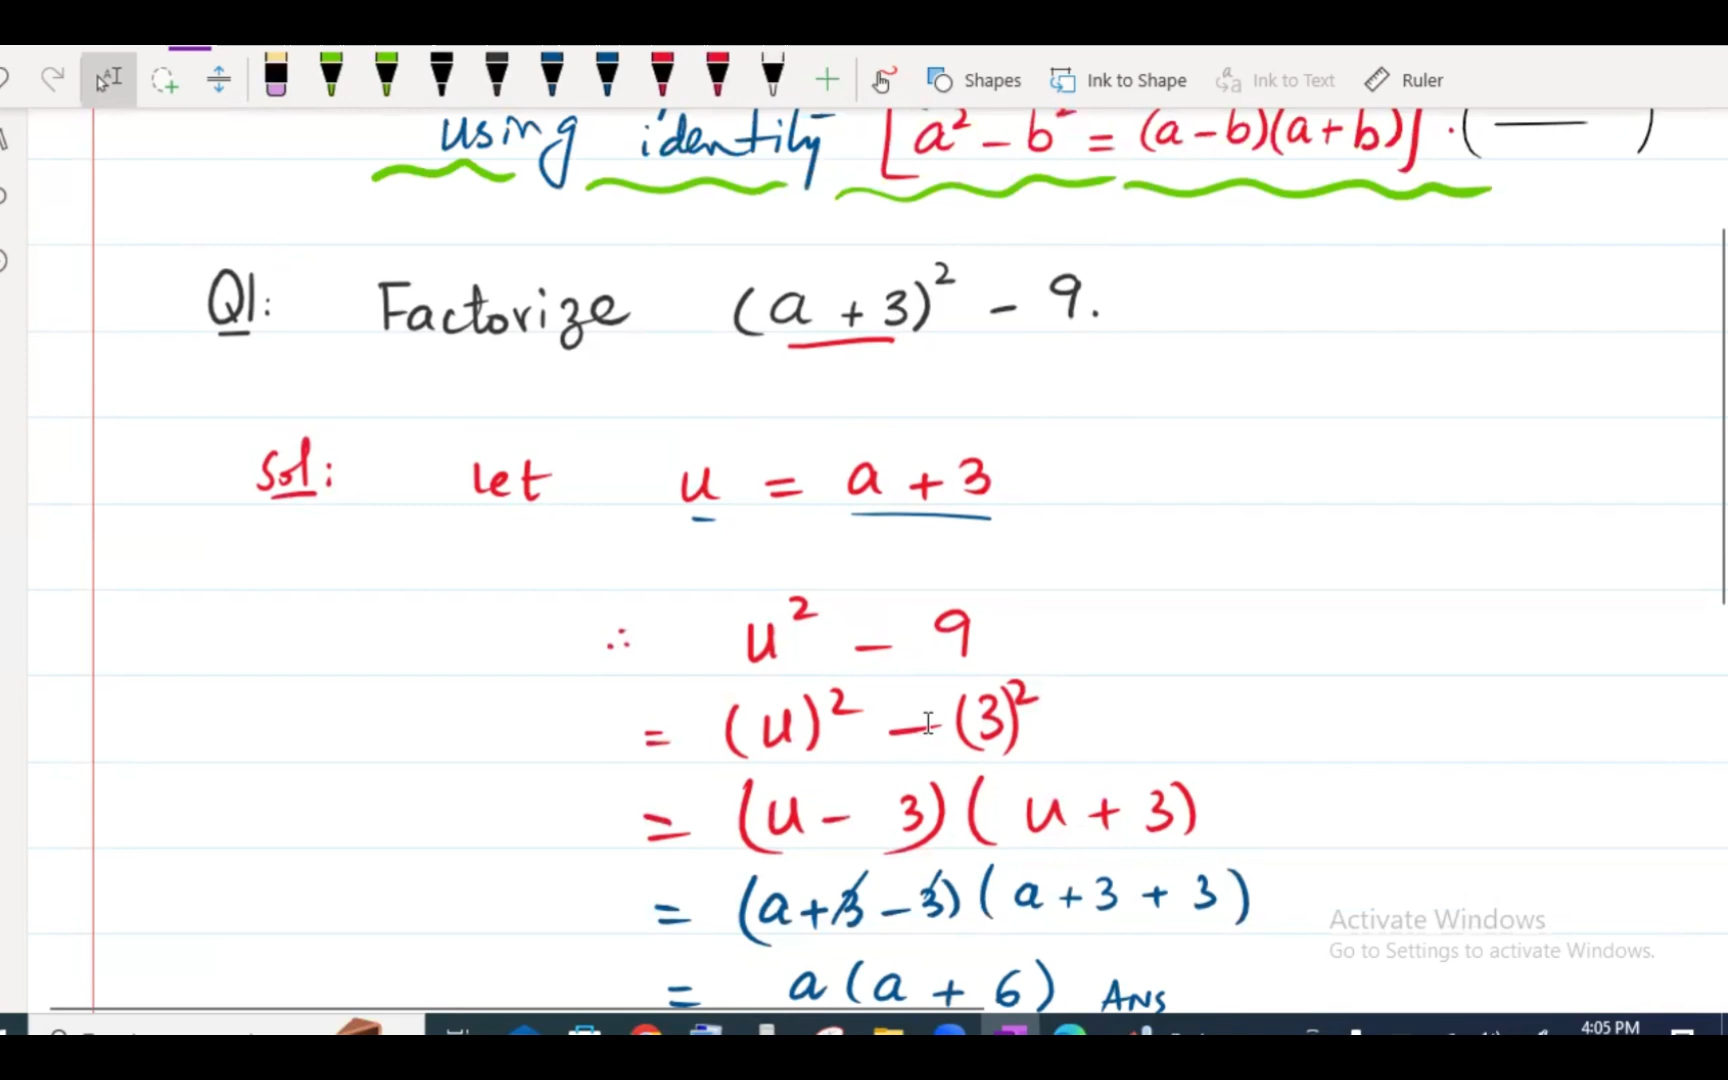 Shapes Ink to Shape Ink to Text Ruler
using identity [a² - b² = (a-b)(a+b)] · ( — )
Q1: Factorize (a + 3)² - 9.
Sol: let u = a + 3
∴ u² - 9
= (u)² - (3)²
= (u - 3)( u + 3)
= (a+3-3)( a + 3 + 3)
= a (a + 6) Ans
Activate Windows
Go to Settings to activate Windows.
4:05 PM